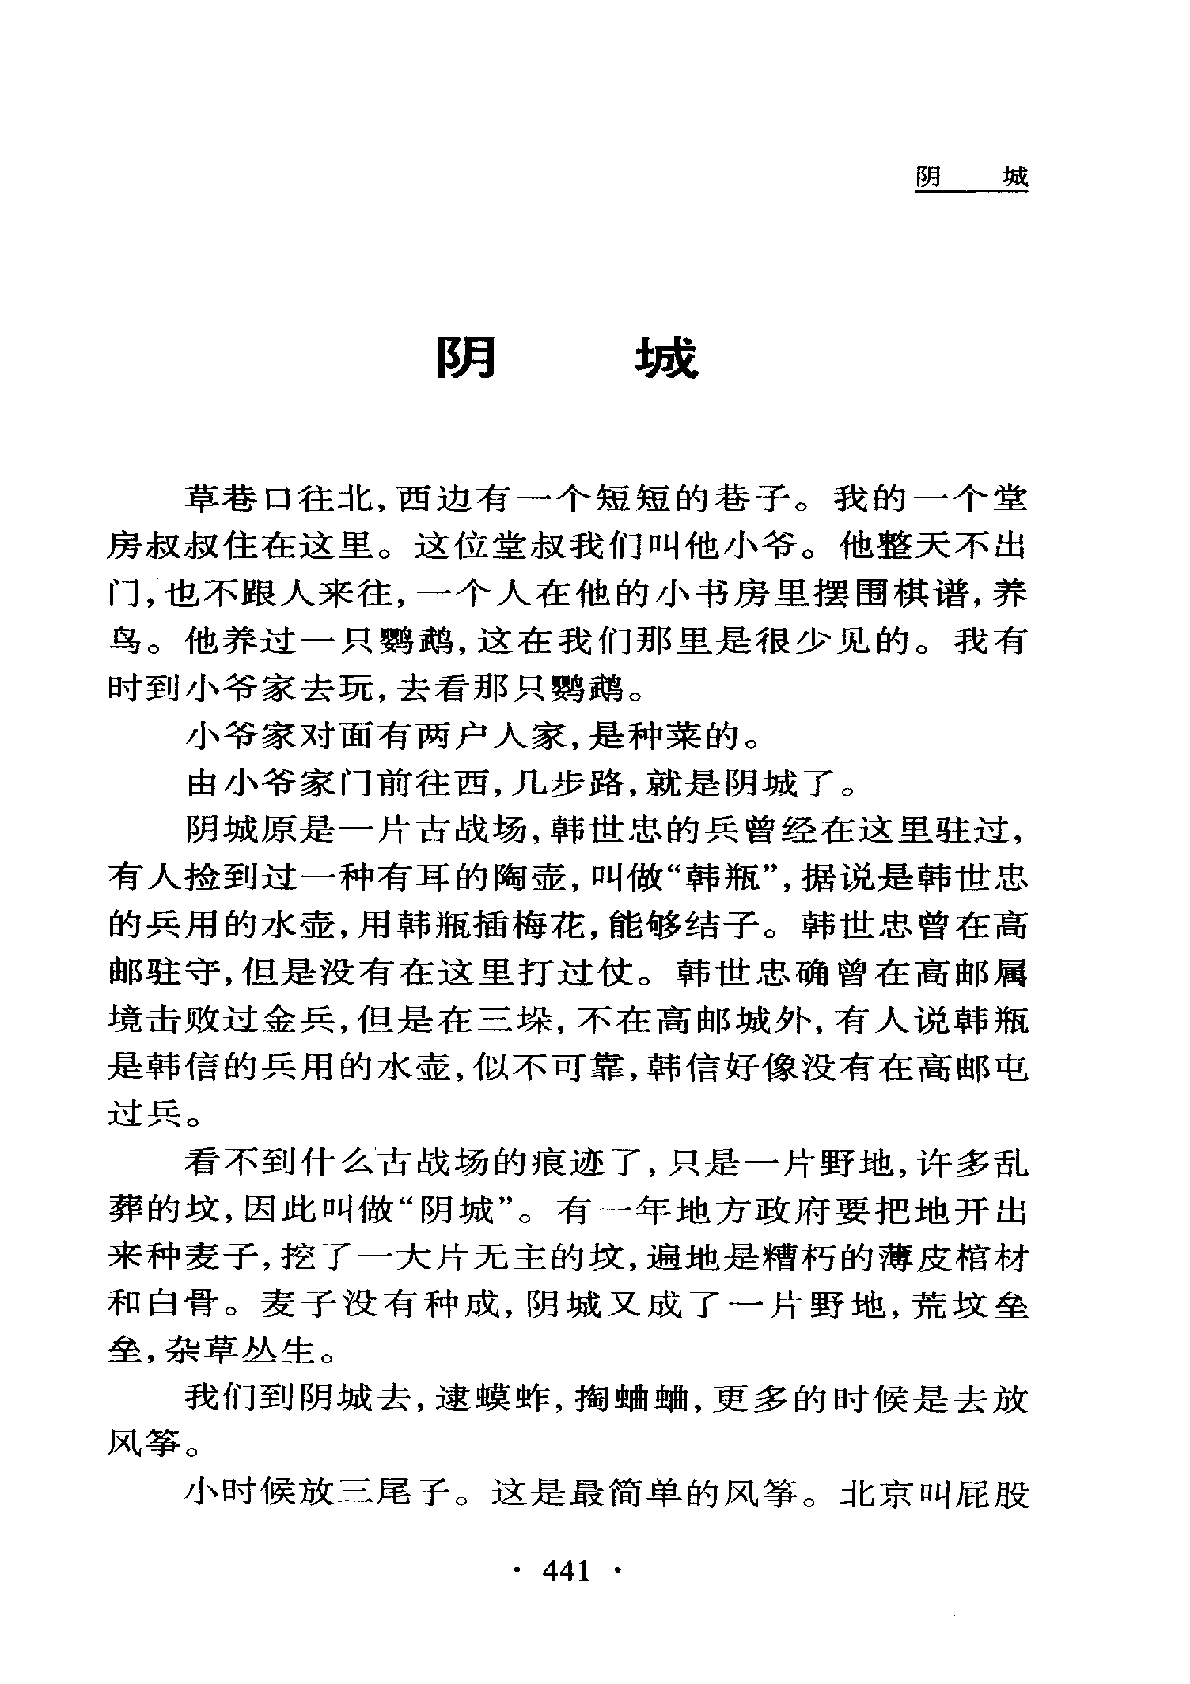 阴 城
阴 城
草巷口往北,西边有一个短短的巷子。我的一个堂
房叔叔住在这里。这位堂叔我们叫他小爷。他整天不出
门,也不跟人来往,一个人在他的小书房里摆围棋谱,养
鸟。他养过一只鹦鹉,这在我们那里是很少见的。我有
时到小爷家去玩,去看那只鹦鹉。
小爷家对面有两户人家,是种菜的。
由小爷家门前往西,几步路,就是阴城了。
阴城原是一片古战场,韩世忠的兵曾经在这里驻过,
有人捡到过一种有耳的陶壶,叫做“韩瓶”,据说是韩世忠
的兵用的水壶,用韩瓶插梅花,能够结子。韩世忠曾在高
邮驻守,但是没有在这里打过仗。韩世忠确曾在高邮属
境击败过金兵,但是在三垛,不在高邮城外,有人说韩瓶
是韩信的兵用的水壶,似不可靠,韩信好像没有在高邮屯
过兵。
看不到什么古战场的痕迹了,只是一片野地,许多乱
葬的坟,因此叫做“阴城”。有一年地方政府要把地开出
来种麦子,挖了一大片无主的坟,遍地是糟朽的薄皮棺材
和白骨。麦子没有种成,阴城又成了一片野地,荒坟垒
垒,杂草丛生。
我们到阴城去,逮蟆蚱,掏蛐蛐,更多的时候是去放
风筝。
小时候放三尾子。这是最简单的风筝。北京叫屁股
· 441 ·